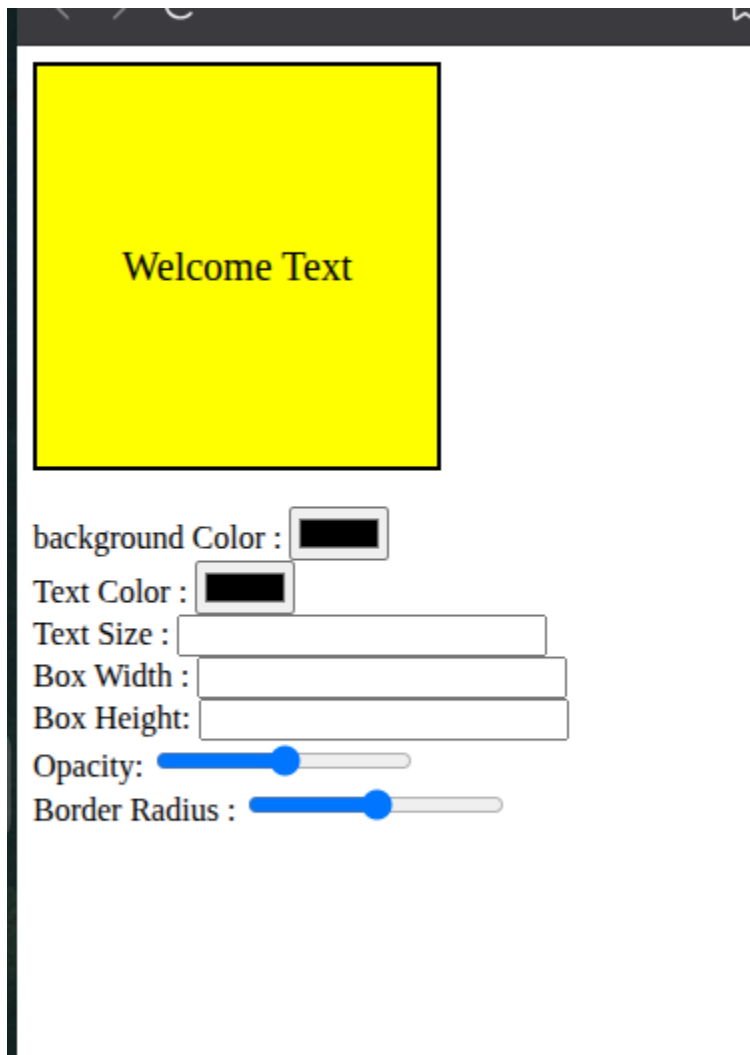 Welcome Text
background Color :
Text Color :
Text Size :
Box Width :
Box Height:
Opacity:
Border Radius :